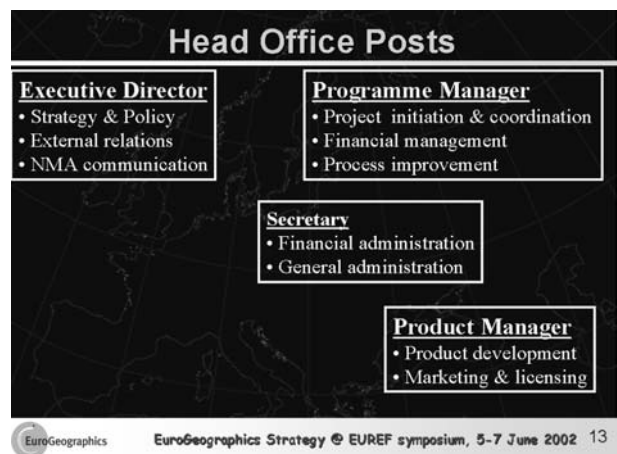 Head Office Posts
Executive Director
• Strategy & Policy
• External relations
• NMA communication
Programme Manager
• Project initiation & coordination
• Financial management
• Process improvement
Secretary
• Financial administration
• General administration
Product Manager
• Product development
• Marketing & licensing
EuroGeographics
EuroGeographics Strategy @ EUREF symposium, 5-7 June 2002 13